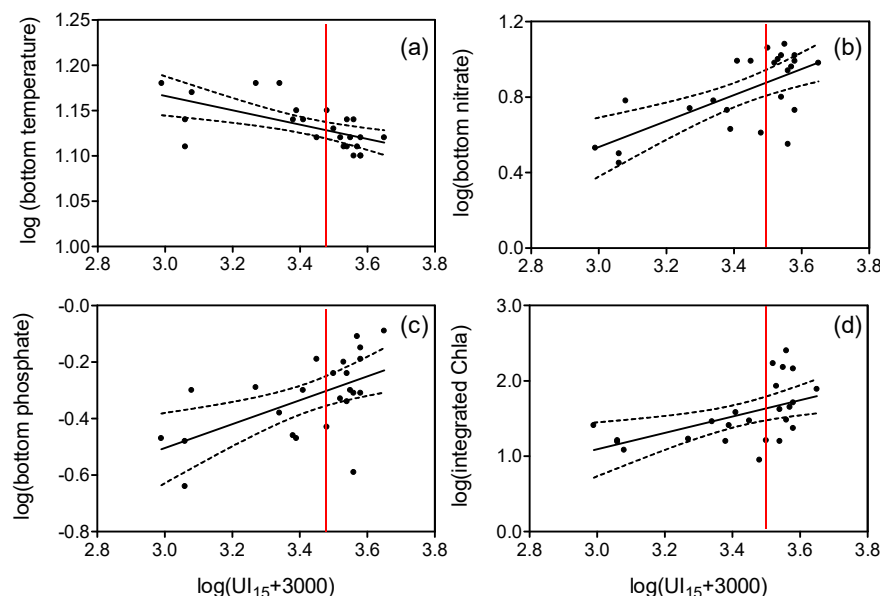 1.25
1.20
1.15
1.10
1.05
1.00
log (bottom temperature)
(a)
2.8 3.0 3.2 3.4 3.6 3.8
1.2
0.8
0.4
0.0
log(bottom nitrate)
(b)
2.8 3.0 3.2 3.4 3.6 3.8
-0.0
-0.2
-0.4
-0.6
-0.8
log(bottom phosphate)
(c)
2.8 3.0 3.2 3.4 3.6 3.8
log(UI₁₅+3000)
3.0
2.0
1.0
0.0
log(integrated Chla)
(d)
2.8 3.0 3.2 3.4 3.6 3.8
log(UI₁₅+3000)